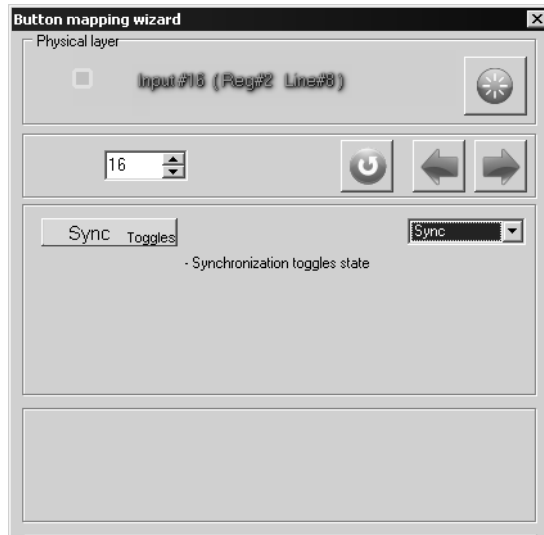 Button mapping wizard
Physical layer
Input#16 (Reg#2 Line#8)
16
Sync Toggles
Sync
- Synchronization toggles state